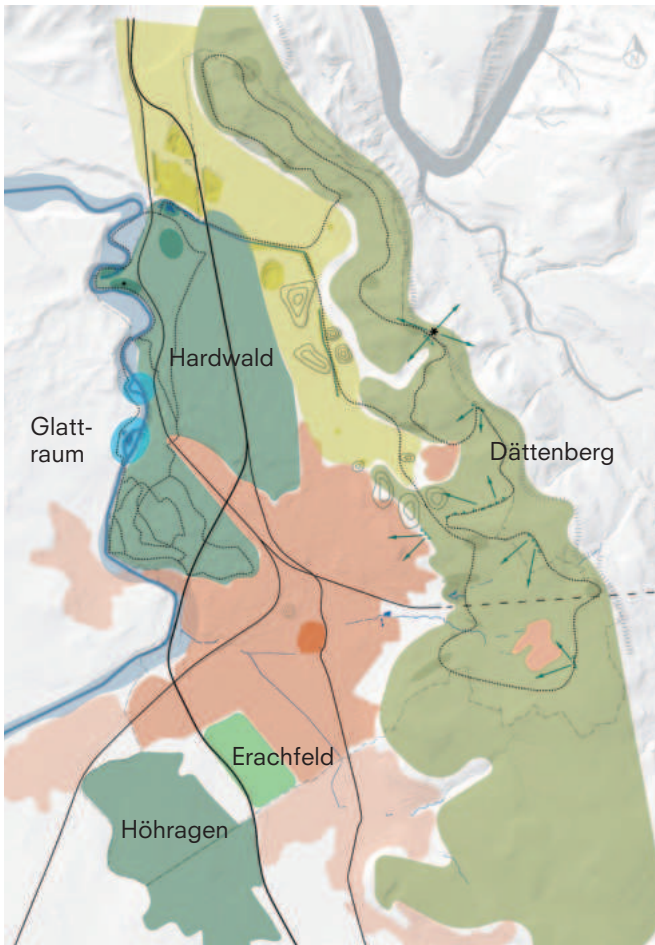 Hardwald
Glatt-
raum
Dättenberg
Erachfeld
Höhragen